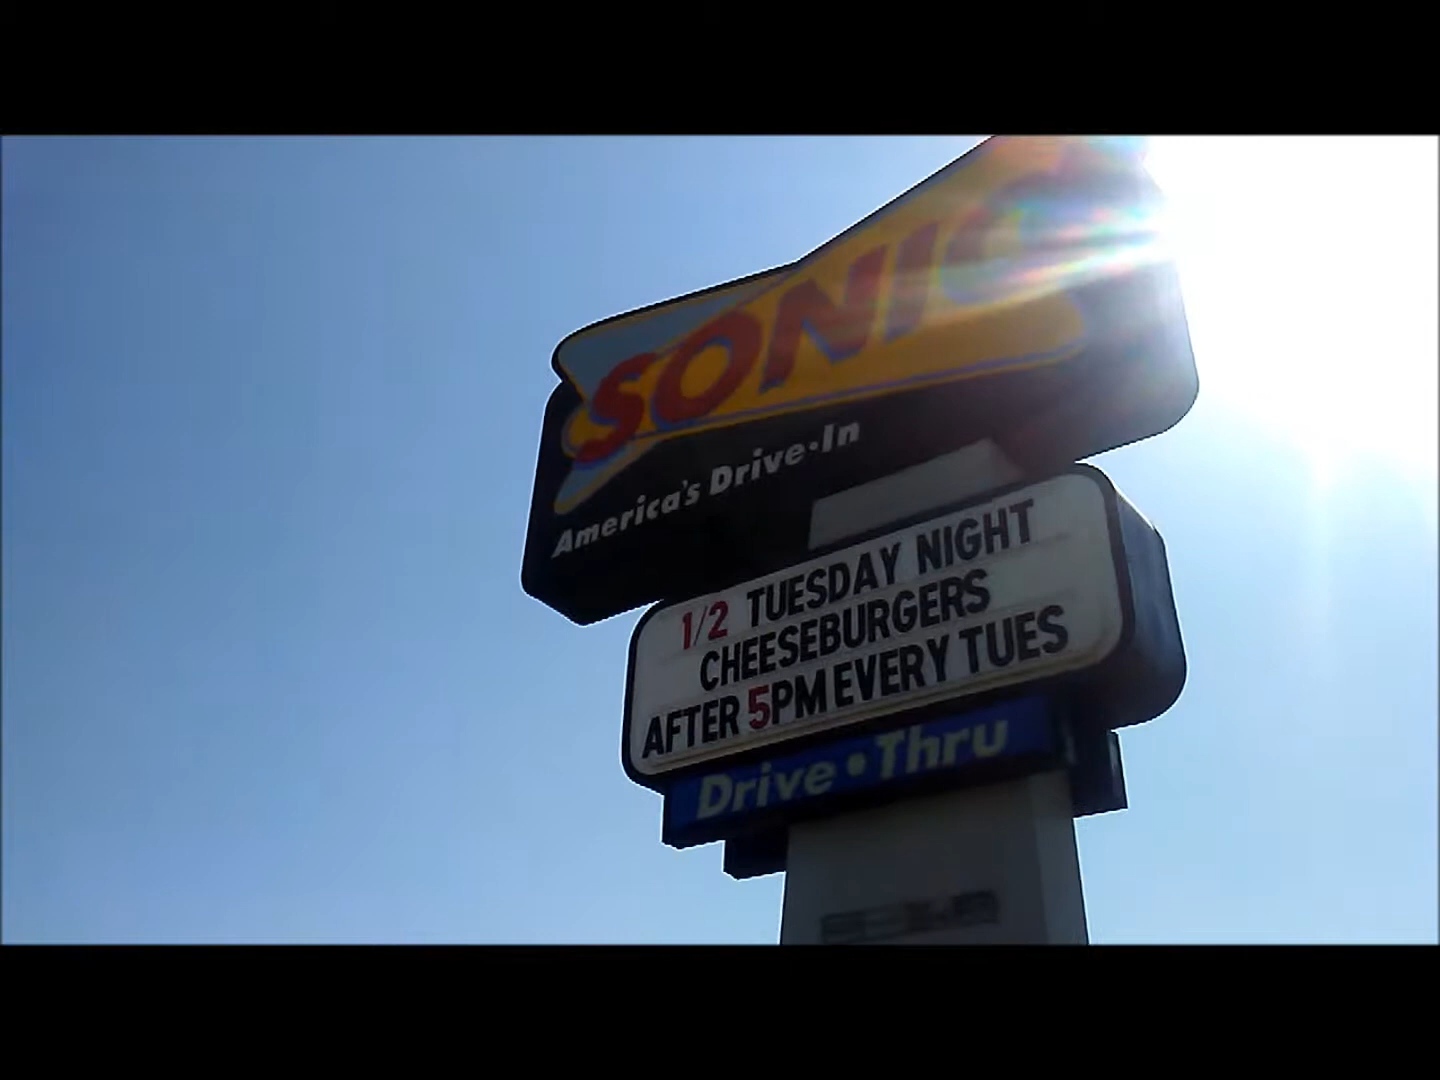 SONIC
America's Drive-In
1/2 TUESDAY NIGHT
CHEESEBURGERS
AFTER 5PM EVERY TUES
Drive•Thru